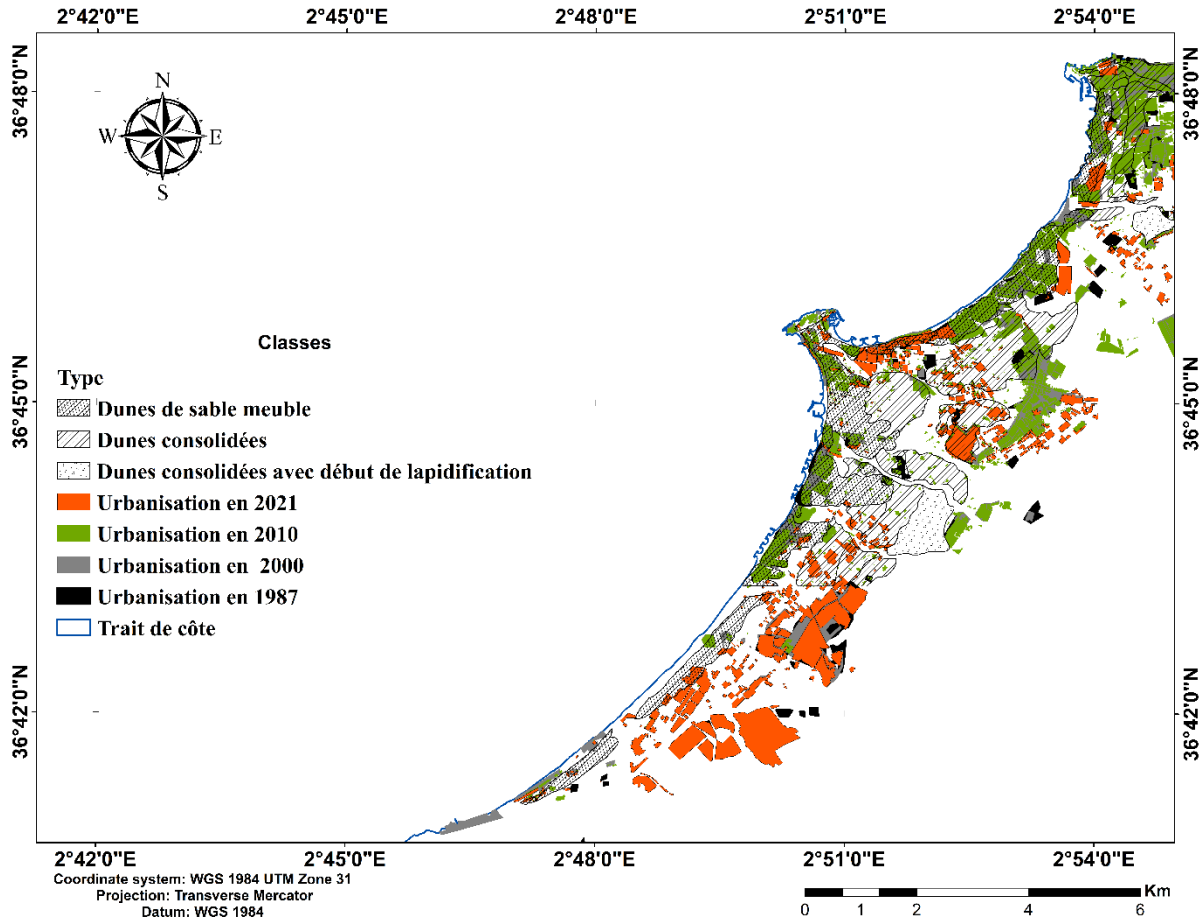 2°42'0"E 2°45'0"E 2°48'0"E 2°51'0"E 2°54'0"E
36°48'0"N 36°48'0"N
N
W E
S
Classes
Type
Dunes de sable meuble
36°45'0"N 36°45'0"N
Dunes consolidées
Dunes consolidées avec début de lapidification
Urbanisation en 2021
Urbanisation en 2010
Urbanisation en 2000
Urbanisation en 1987
Trait de côte
36°42'0"N 36°42'0"N
2°42'0"E 2°45'0"E 2°48'0"E 2°51'0"E 2°54'0"E
Coordinate system: WGS 1984 UTM Zone 31
Projection: Transverse Mercator
Datum: WGS 1984
Km
0 1 2 4 6